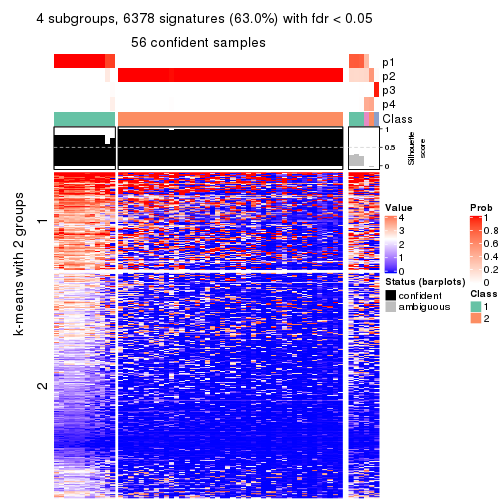 4 subgroups, 6378 signatures (63.0%) with fdr < 0.05
56 confident samples
p1
p2
p3
p4
Class
1
0.5
0
Silhouette
score
k-means with 2 groups
1
2
Value
4
3
2
1
0
Status (barplots)
confident
ambiguous
Prob
1
0.8
0.6
0.4
0.2
0
Class
1
2